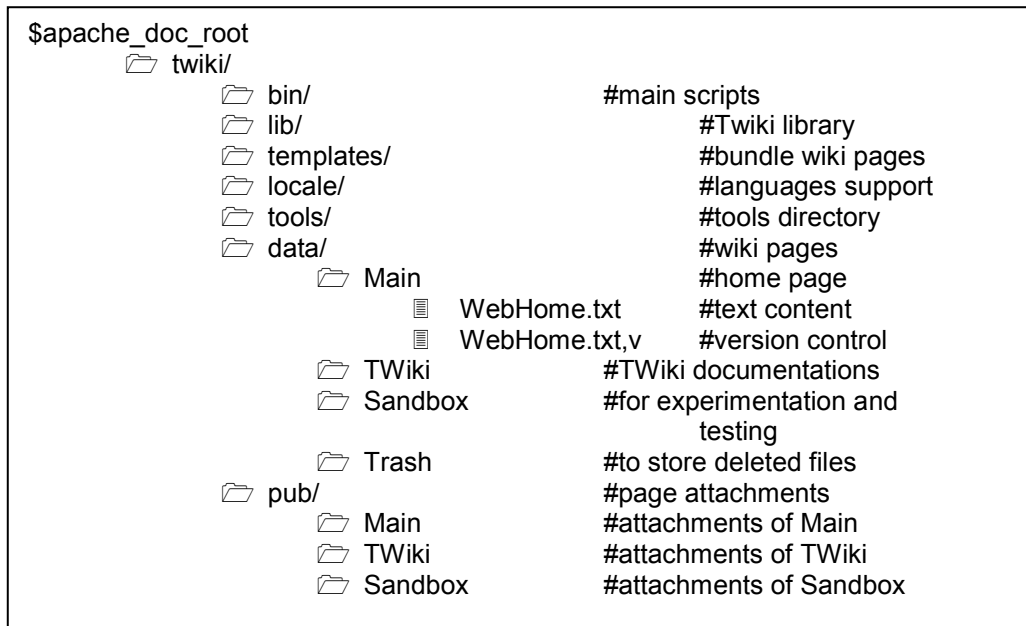 $apache_doc_root
twiki/
bin/ #main scripts
lib/ #Twiki library
templates/ #bundle wiki pages
locale/ #languages support
tools/ #tools directory
data/ #wiki pages
Main #home page
WebHome.txt #text content
WebHome.txt,v #version control
TWiki #TWiki documentations
Sandbox #for experimentation and
testing
Trash #to store deleted files
pub/ #page attachments
Main #attachments of Main
TWiki #attachments of TWiki
Sandbox #attachments of Sandbox